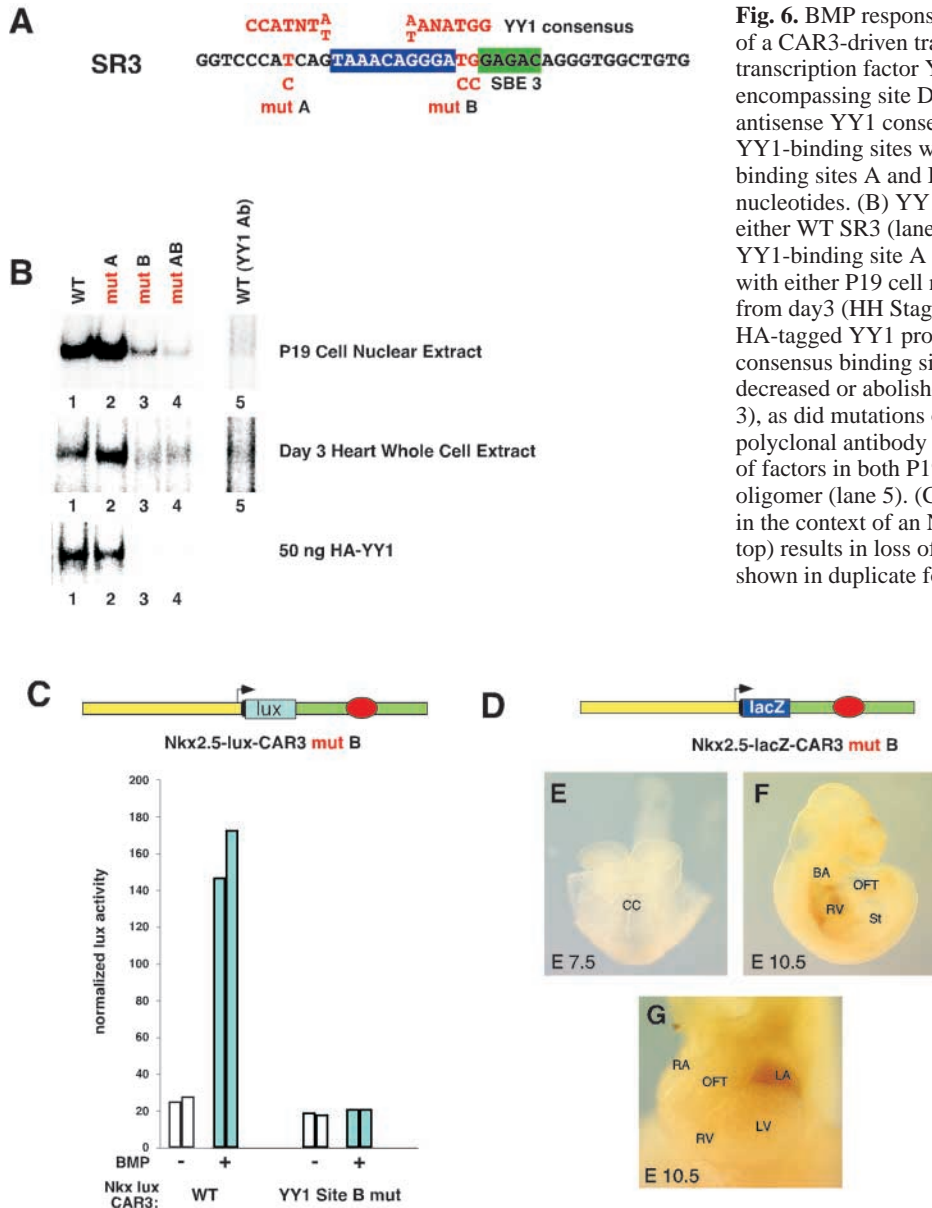 A
CCATNTA/T A/TANATGG YY1 consensus
SR3 GGTCCCATCAGTAAACAGGGATGGAGACAGGGTGGCTGTG
C CC SBE 3
mut A mut B
Fig. 6. BMP respons
of a CAR3-driven tra
transcription factor Y
encompassing site D
antisense YY1 conse
YY1-binding sites w
binding sites A and
nucleotides. (B) YY
either WT SR3 (lane
YY1-binding site A
with either P19 cell n
from day3 (HH Stag
HA-tagged YY1 pro
consensus binding si
decreased or abolish
3), as did mutations
polyclonal antibody
of factors in both P1
oligomer (lane 5). (C
in the context of an N
top) results in loss of
shown in duplicate fo
B
WT mut A mut B mut AB WT (YY1 Ab)
P19 Cell Nuclear Extract
1 2 3 4 5
Day 3 Heart Whole Cell Extract
1 2 3 4 5
50 ng HA-YY1
1 2 3 4
C
lux
Nkx2.5-lux-CAR3 mut B
normalized lux activity
200
180
160
140
120
100
80
60
40
20
0
BMP - + - +
Nkx lux CAR3: WT YY1 Site B mut
D
lacZ
Nkx2.5-lacZ-CAR3 mut B
E
CC
E 7.5
F
BA
OFT
RV
St
E 10.5
G
RA
OFT
LA
RV
LV
E 10.5